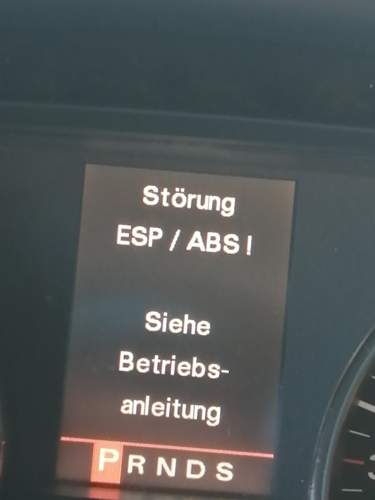 Störung
ESP / ABS !
Siehe
Betriebs-
anleitung
P R N D S